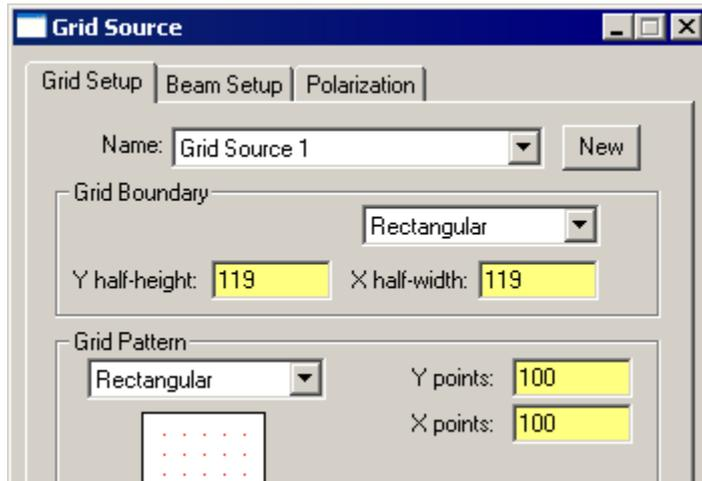 Grid Source
Grid Setup Beam Setup Polarization
Name: Grid Source 1 New
Grid Boundary
Rectangular
Y half-height: 119 X half-width: 119
Grid Pattern
Rectangular Y points: 100
X points: 100